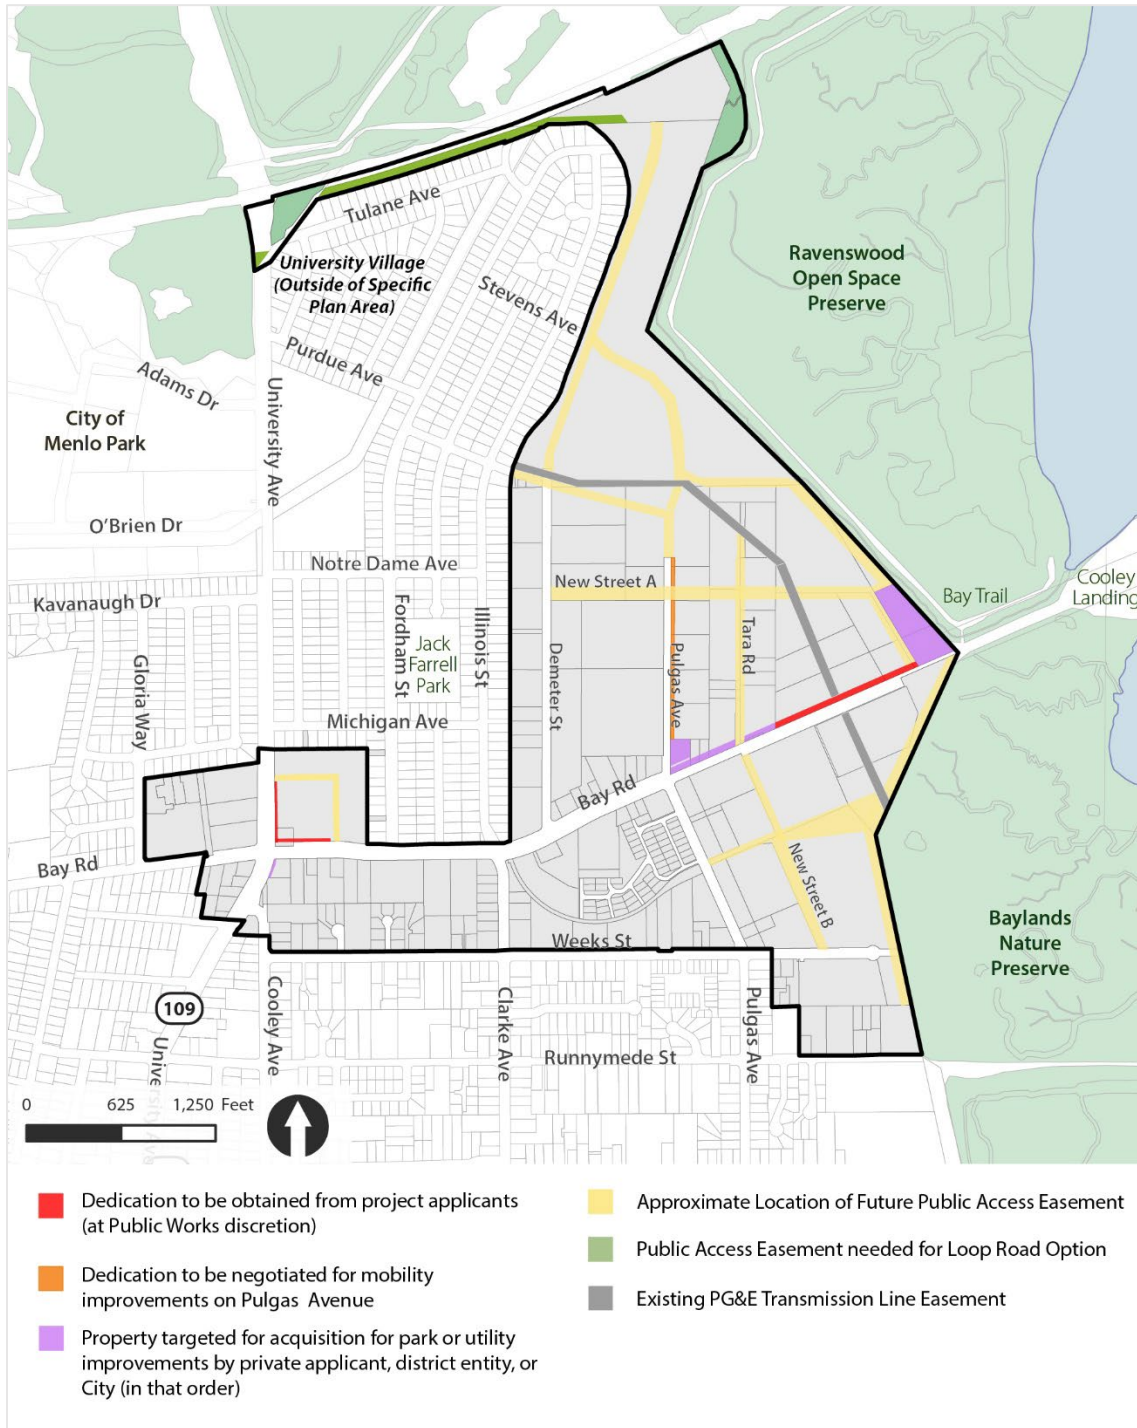 Tulane Ave
University Village
(Outside of Specific
Plan Area)
Stevens Ave
Purdue Ave
Ravenswood
Open Space
Preserve
Adams Dr
City of
Menlo Park
University Ave
O'Brien Dr
Notre Dame Ave
Kavanaugh Dr
Gloria Way
Fordham St
Jack
Farrell
Park
Illinois St
Michigan Ave
New Street A
Demeter St
Pulgas Ave
Tara Rd
Bay Trail
Cooley
Landing
Bay Rd
Bay Rd
New Street B
Weeks St
Baylands
Nature
Preserve
109
University Ave
Cooley Ave
Clarke Ave
Pulgas Ave
Runnymede St
0 625 1,250 Feet
Dedication to be obtained from project applicants
(at Public Works discretion)
Dedication to be negotiated for mobility
improvements on Pulgas Avenue
Property targeted for acquisition for park or utility
improvements by private applicant, district entity, or
City (in that order)
Approximate Location of Future Public Access Easement
Public Access Easement needed for Loop Road Option
Existing PG&E Transmission Line Easement